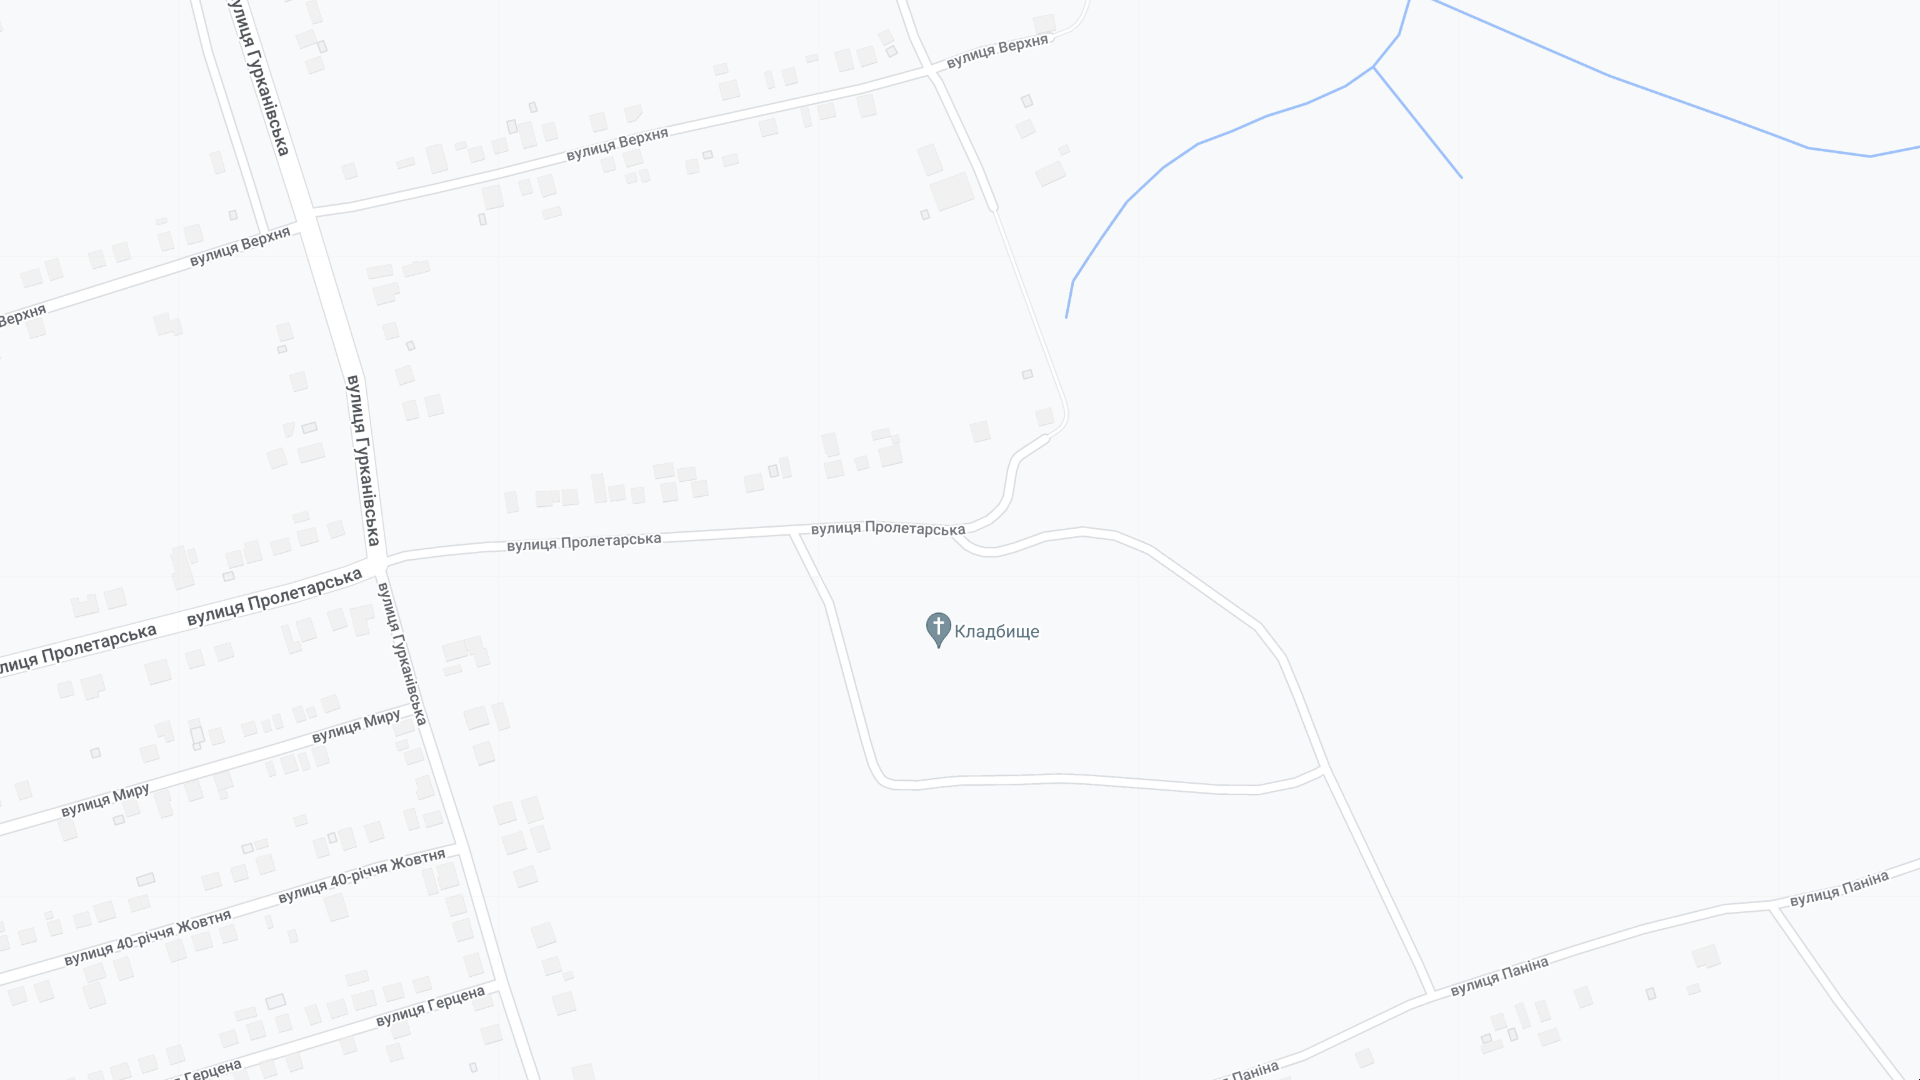 вулиця Гурканівська
вулиця Верхня
вулиця Верхня
вулиця Верхня
Верхня
вулиця Гурканівська
вулиця Пролетарська
вулиця Пролетарська
вулиця Пролетарська
лиця Пролетарська
вулиця Гурканівська
Кладбище
вулиця Миру
вулиця Миру
вулиця 40-річчя Жовтня
вулиця 40-річчя Жовтня
вулиця Паніна
вулиця Паніна
вулиця Герцена
Герцена
Паніна